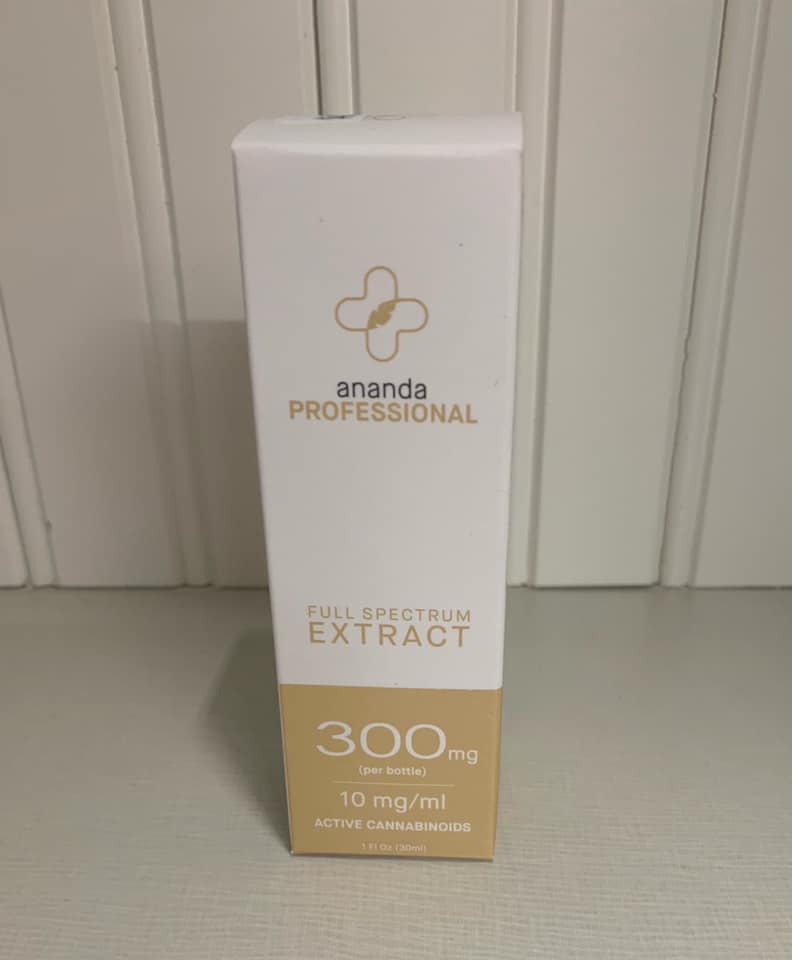 ananda
PROFESSIONAL
FULL SPECTRUM
EXTRACT
300mg
(per bottle)
10 mg/ml
ACTIVE CANNABINOIDS
1 Fl Oz (30ml)